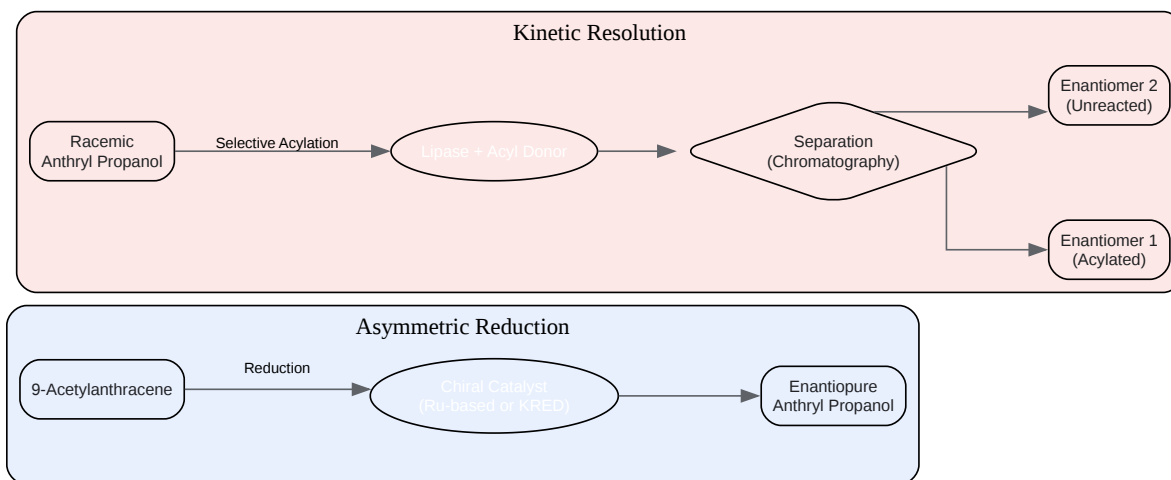 Kinetic Resolution
Racemic
Anthryl Propanol
Selective Acylation
Lipase + Acyl Donor
Separation
(Chromatography)
Enantiomer 2
(Unreacted)
Enantiomer 1
(Acylated)
Asymmetric Reduction
9-Acetylanthracene
Reduction
Chiral Catalyst
(Ru-based or KRED)
Enantiopure
Anthryl Propanol